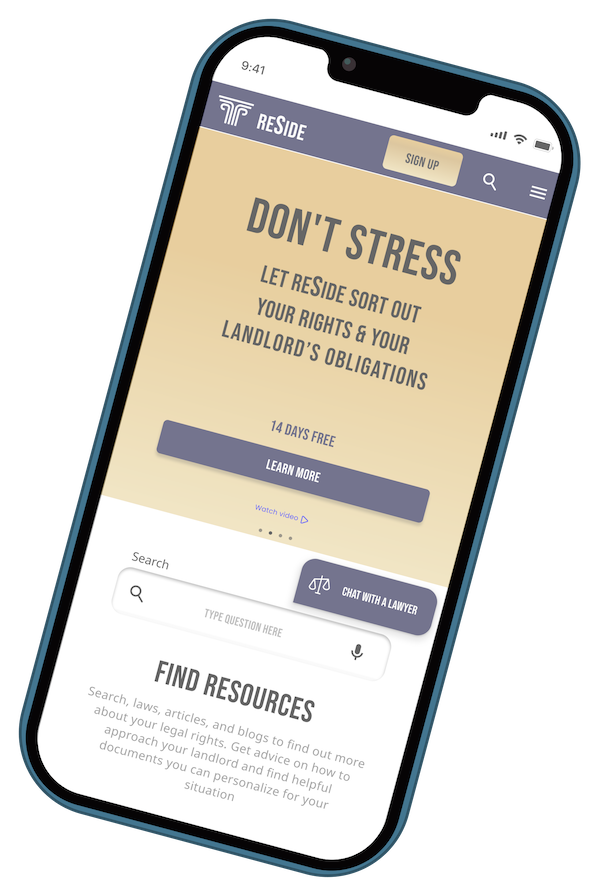 9:41
RESIDE
SIGN UP
DON'T STRESS
LET RESIDE SORT OUT
YOUR RIGHTS & YOUR
LANDLORD'S OBLIGATIONS
14 DAYS FREE
LEARN MORE
Watch video
Search
CHAT WITH A LAWYER
TYPE QUESTION HERE
FIND RESOURCES
Search, laws, articles, and blogs to find out more
about your legal rights. Get advice on how to
approach your landlord and find helpful
documents you can personalize for your
situation